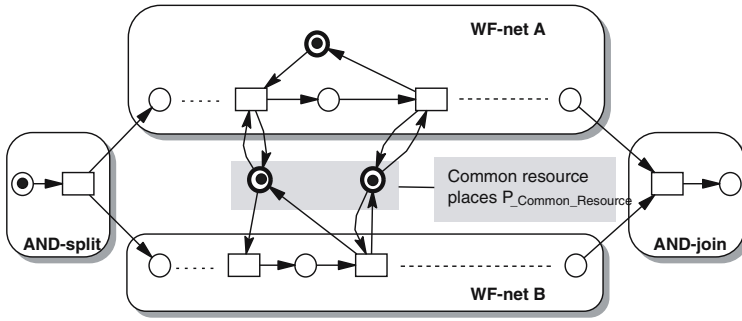 WF-net A
Common resource
places P_Common_Resource
AND-split
AND-join
WF-net B